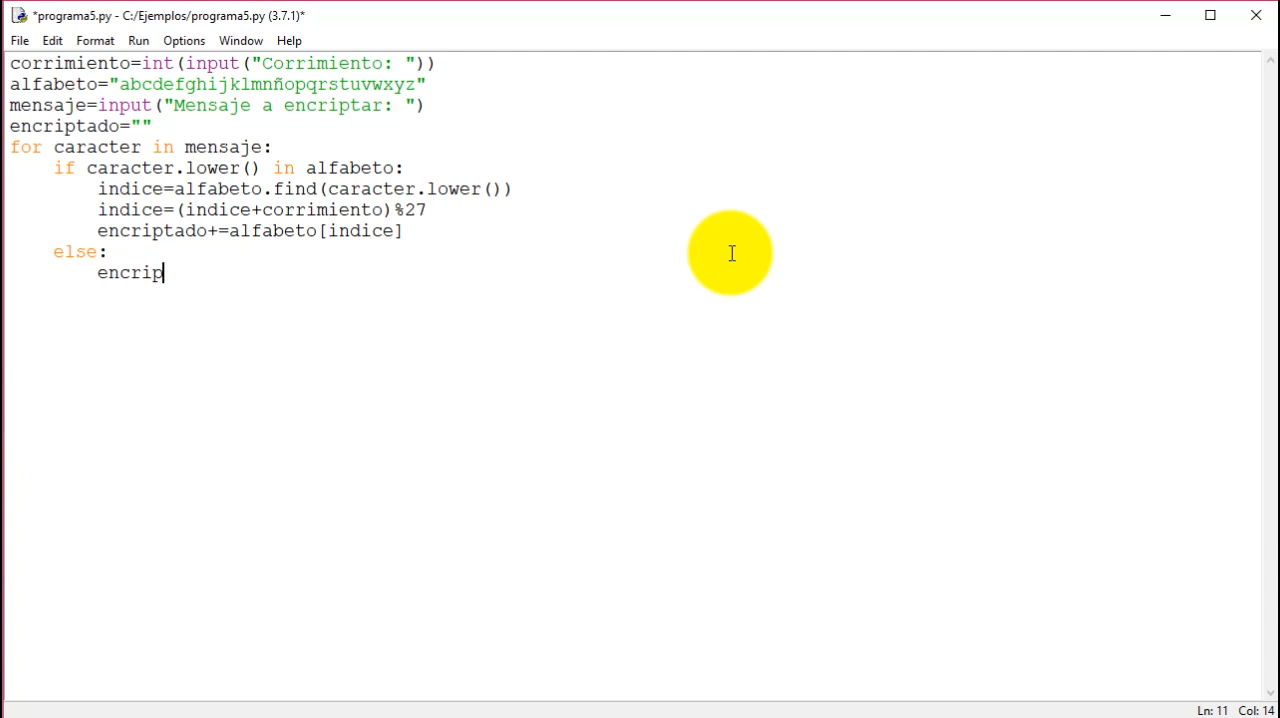 *programa5.py - C:/Ejemplos/programa5.py (3.7.1)*
File Edit Format Run Options Window Help
corrimiento=int(input("Corrimiento: "))
alfabeto="abcdefghijklmnñopqrstuvwxyz"
mensaje=input("Mensaje a encriptar: ")
encriptado=""
for caracter in mensaje:
    if caracter.lower() in alfabeto:
        indice=alfabeto.find(caracter.lower())
        indice=(indice+corrimiento)%27
        encriptado+=alfabeto[indice]
    else:
        encrip
Ln: 11 Col: 14